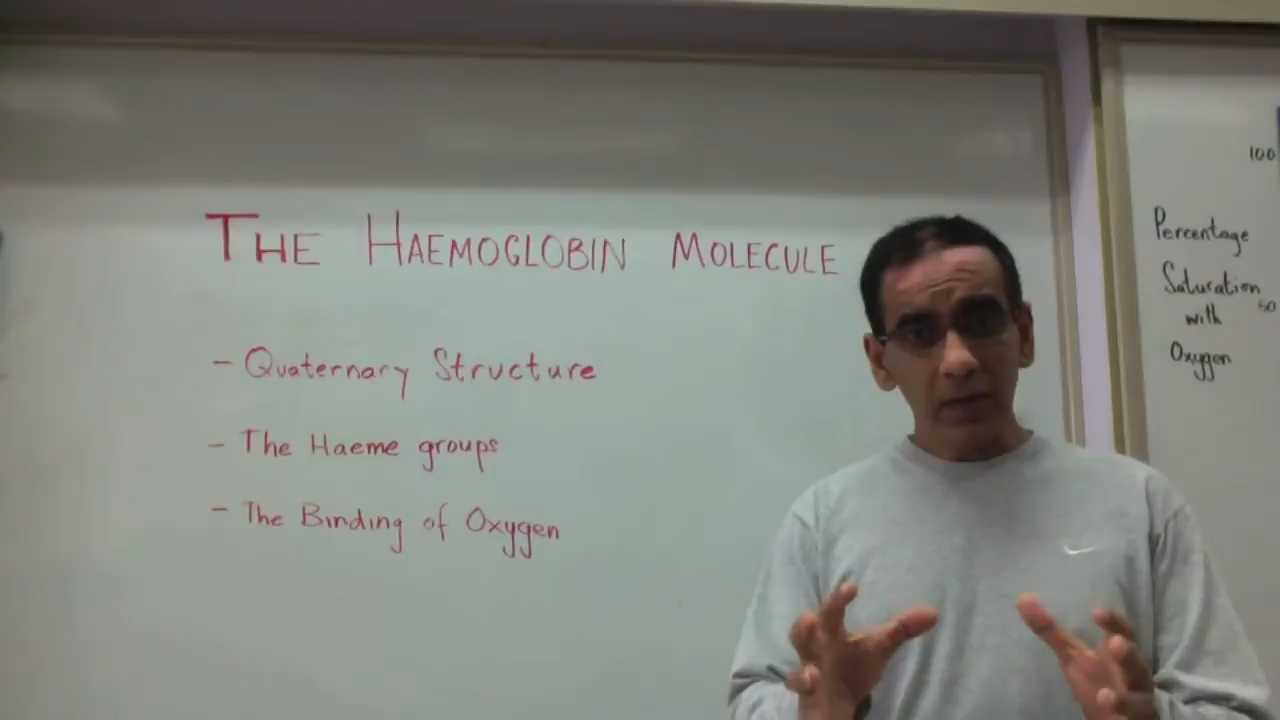 THE HAEMOGLOBIN MOLECULE
- Quaternary Structure
- The Haeme groups
- The Binding of Oxygen
100
Percentage
Saturation
with
50
Oxygen